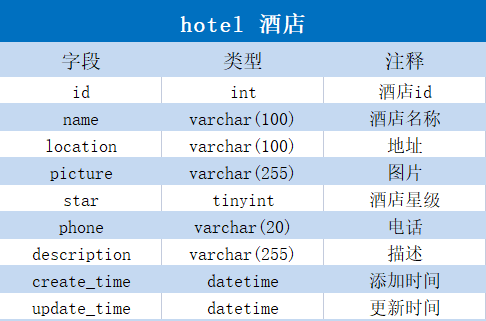 hotel 酒店
字段 类型 注释
id int 酒店id
name varchar(100) 酒店名称
location varchar(100) 地址
picture varchar(255) 图片
star tinyint 酒店星级
phone varchar(20) 电话
description varchar(255) 描述
create_time datetime 添加时间
update_time datetime 更新时间